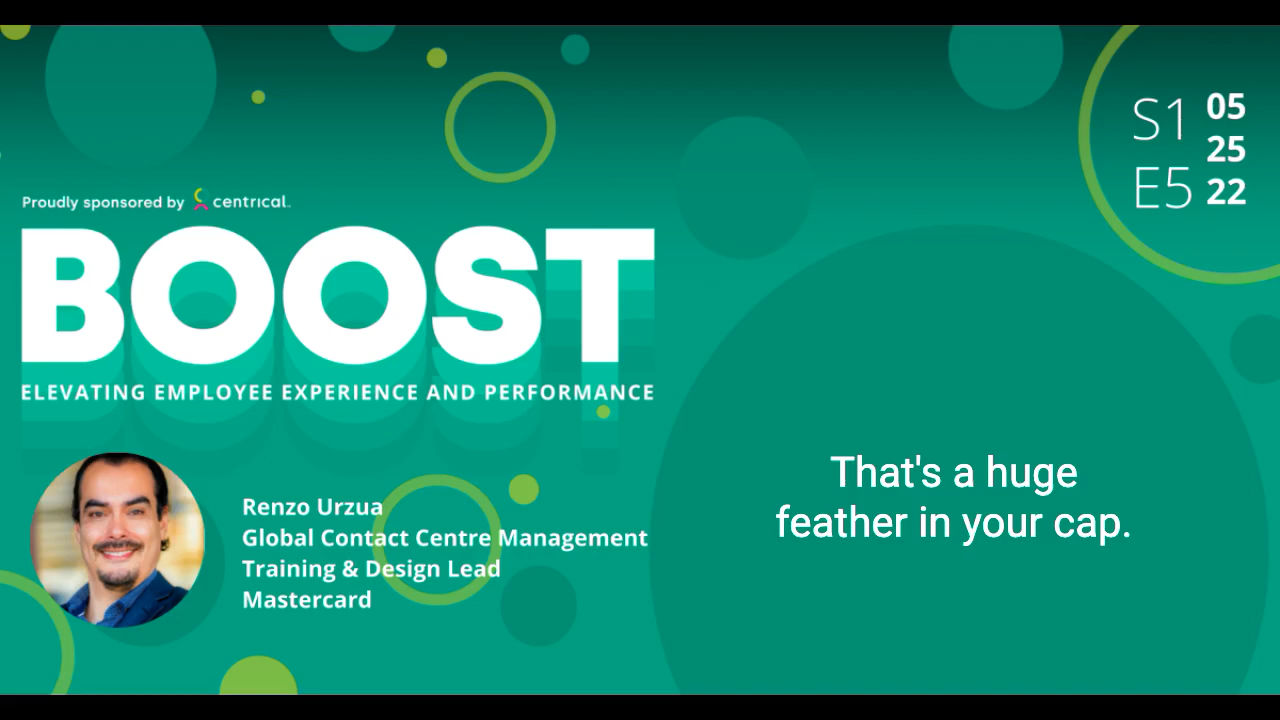 S1 05
25
E5 22
Proudly sponsored by centrical
BOOST
ELEVATING EMPLOYEE EXPERIENCE AND PERFORMANCE
Renzo Urzua
Global Contact Centre Management
Training & Design Lead
Mastercard
That's a huge
feather in your cap.